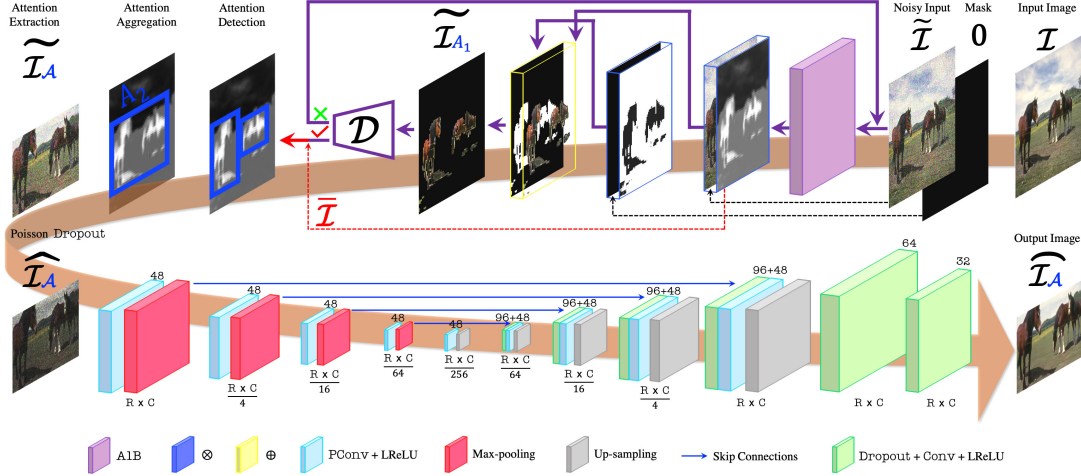 Attention Extraction
Attention Aggregation
Attention Detection
Noisy Input
Mask
Input Image
Ĩ_A
Ĩ_A₁
Ĩ
0
I
A₂
×
✓
D
Ī
Poisson Dropout
Î_A
Output Image
Î_A
48
48
48
48
48
96+48
96+48
96+48
96+48
64
32
R x C
R x C
4
R x C
16
R x C
64
R x C
256
R x C
64
R x C
16
R x C
4
R x C
R x C
R x C
A1B
⊗
⊕
PConv + LReLU
Max-pooling
Up-sampling
Skip Connections
Dropout + Conv + LReLU